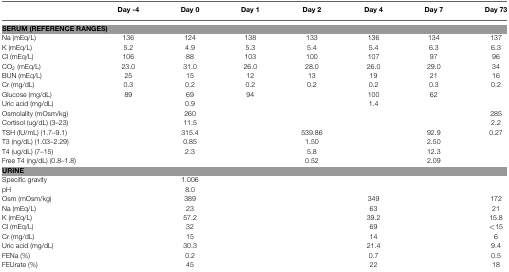 Day -4 Day 0 Day 1 Day 2 Day 4 Day 7 Day 73
SERUM (REFERENCE RANGES)
Na (mEq/L) 136 124 138 133 136 134 137
K (mEq/L) 5.2 4.9 5.3 5.4 5.4 6.3 6.3
Cl (mEq/L) 106 88 103 100 107 97 96
CO₂ (mEq/L) 23.0 31.0 26.0 28.0 26.0 29.0 34
BUN (mEq/L) 25 15 12 13 19 21 16
Cr (mg/dL) 0.3 0.2 0.2 0.2 0.2 0.3 0.2
Glucose (mg/dL) 89 69 94 100 62
Uric acid (mg/dL) 0.9 1.4
Osmolality (mOsm/kg) 260 285
Cortisol (ug/dL) (3–23) 11.5 2.2
TSH (IU/mL) (1.7–9.1) 315.4 539.86 92.9 0.27
T3 (ng/dL) (1.03–2.29) 0.85 1.50 2.50
T4 (ug/dL) (7–15) 2.3 5.8 12.3
Free T4 (ng/dL) (0.8–1.8) 0.52 2.09
URINE
Specific gravity 1.006
pH 8.0
Osm (mOsm/kg) 389 349 172
Na (mEq/L) 23 63 21
K (mEq/L) 57.2 39.2 15.8
Cl (mEq/L) 32 69 <15
Cr (mg/dL) 15 14 6
Uric acid (mg/dL) 30.3 21.4 9.4
FENa (%) 0.2 0.7 0.5
FEUrate (%) 45 22 18